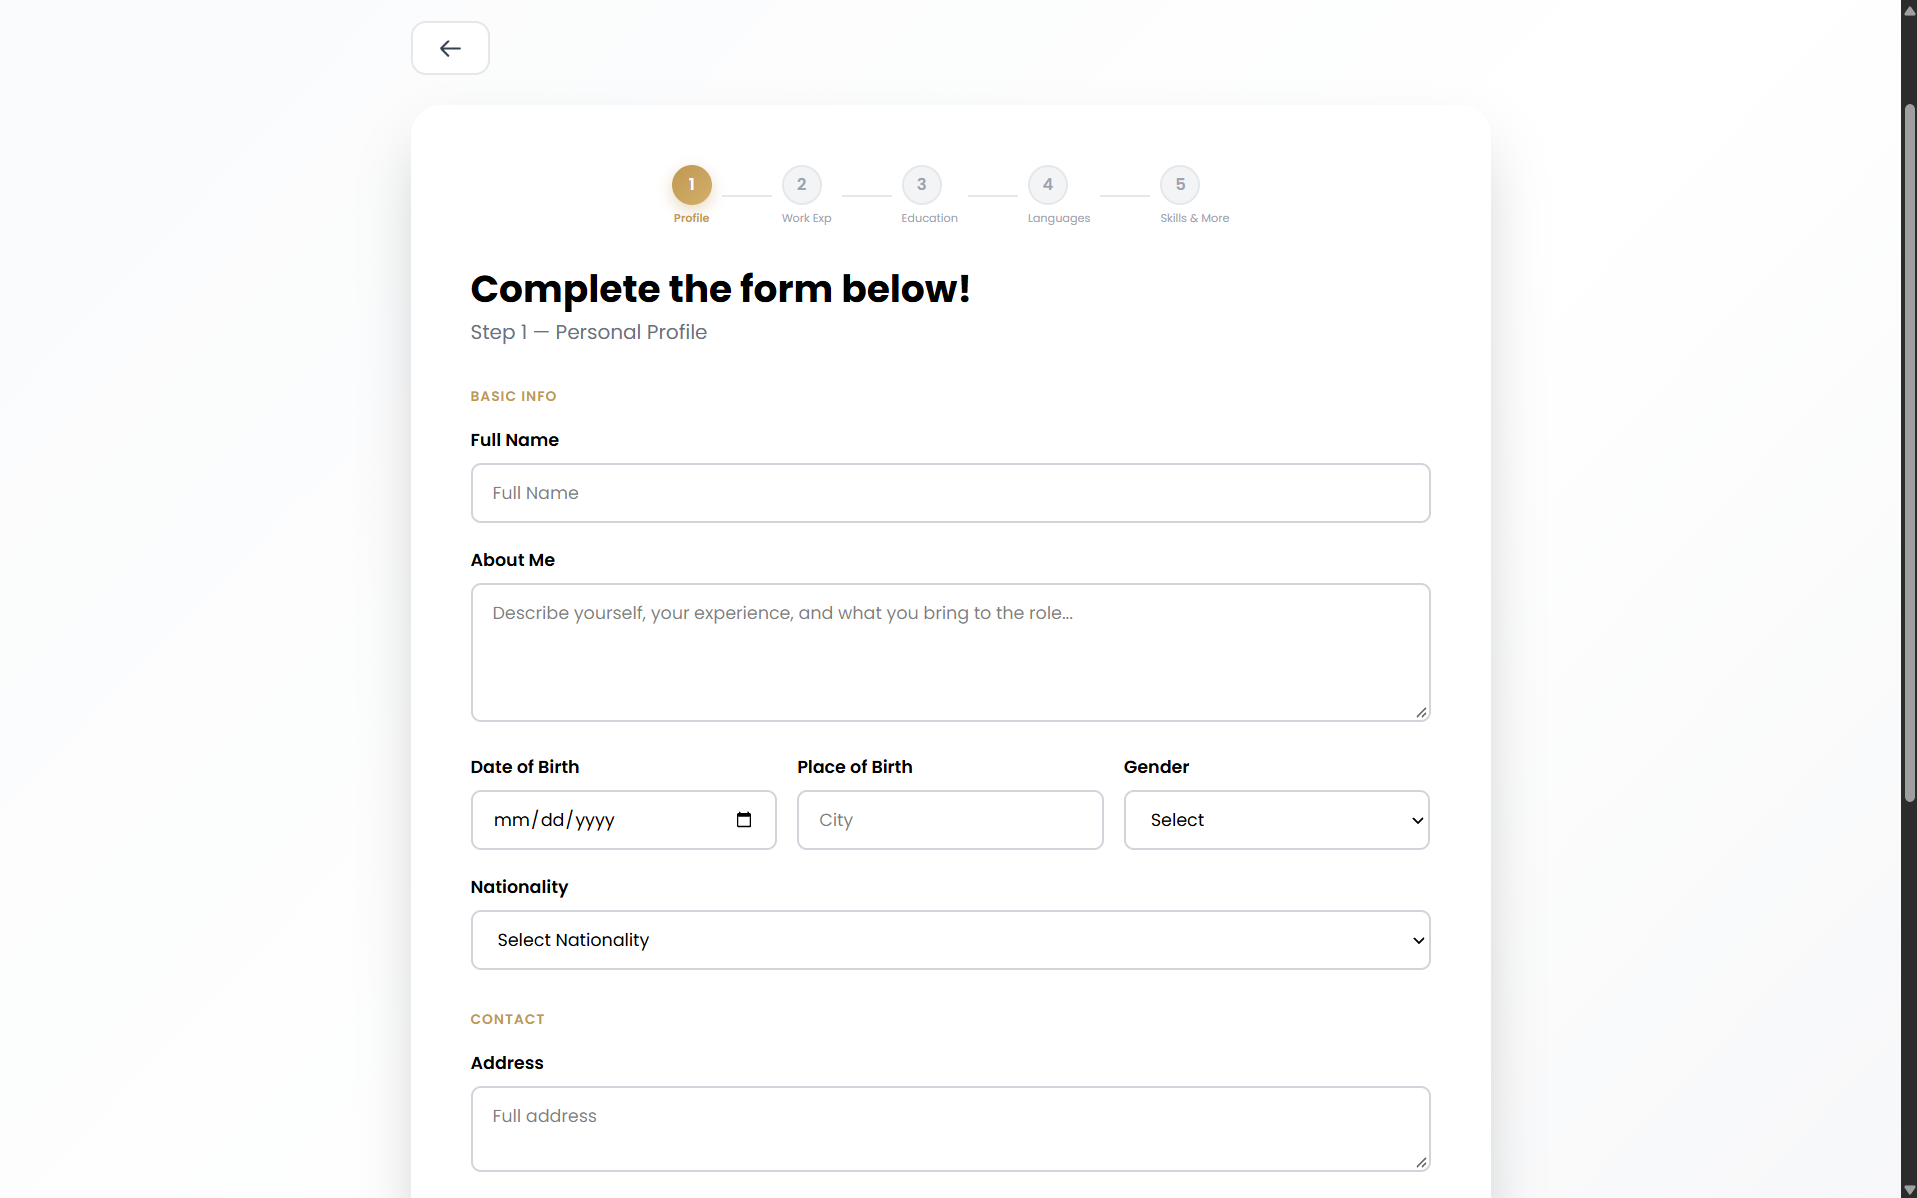 1
2
3
4
5
Profile
Work Exp
Education
Languages
Skills & More
Complete the form below!
Step 1 — Personal Profile
BASIC INFO
Full Name
Full Name
About Me
Describe yourself, your experience, and what you bring to the role...
Date of Birth
Place of Birth
Gender
mm/dd/yyyy
City
Select
Nationality
Select Nationality
CONTACT
Address
Full address